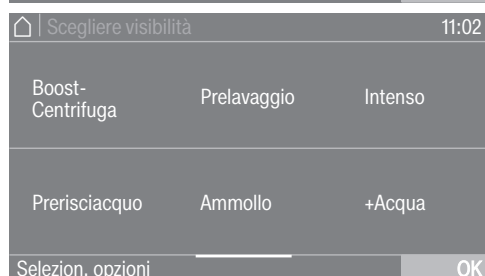 Scegliere visibilità 11:02
Boost-
Centrifuga
Prelavaggio
Intenso
Prerisciacquo
Ammollo
+Acqua
Selezion. opzioni OK